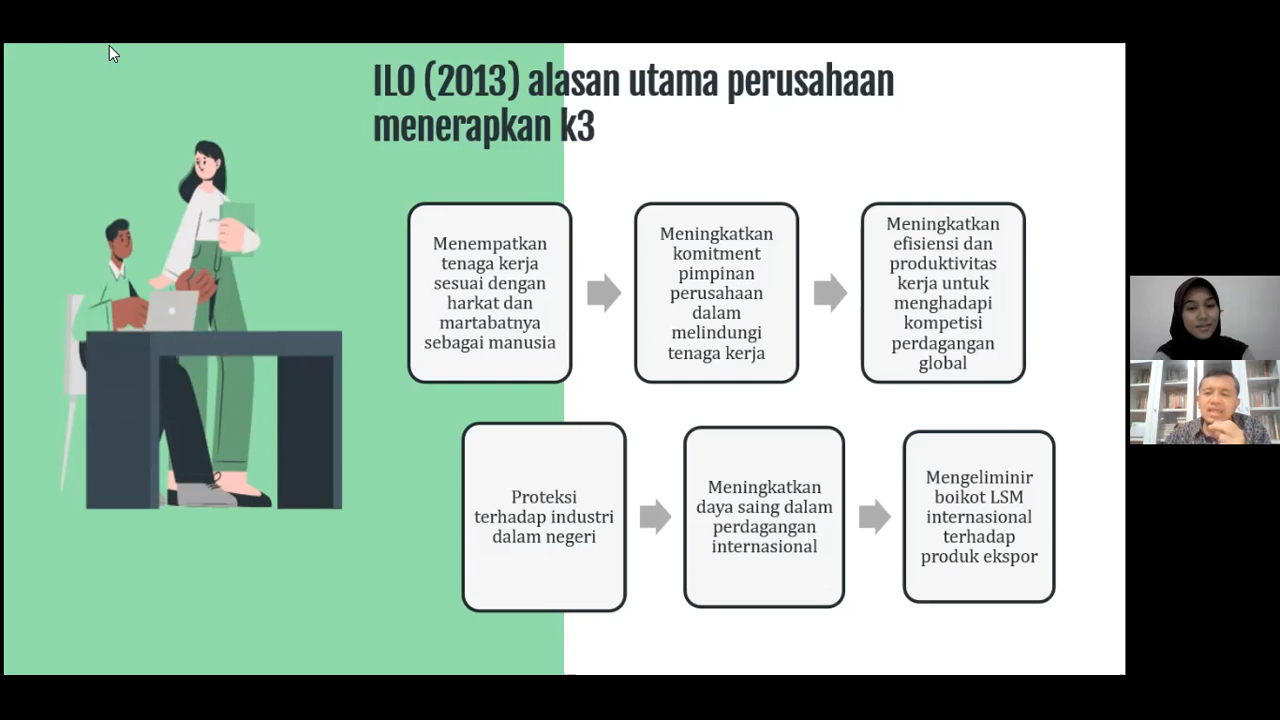 ILO (2013) alasan utama perusahaan
menerapkan k3
Menempatkan
tenaga kerja
sesuai dengan
harkat dan
martabatnya
sebagai manusia
Meningkatkan
komitment
pimpinan
perusahaan
dalam
melindungi
tenaga kerja
Meningkatkan
efisiensi dan
produktivitas
kerja untuk
menghadapi
kompetisi
perdagangan
global
Proteksi
terhadap industri
dalam negeri
Meningkatkan
daya saing dalam
perdagangan
internasional
Mengeliminir
boikot LSM
internasional
terhadap
produk ekspor